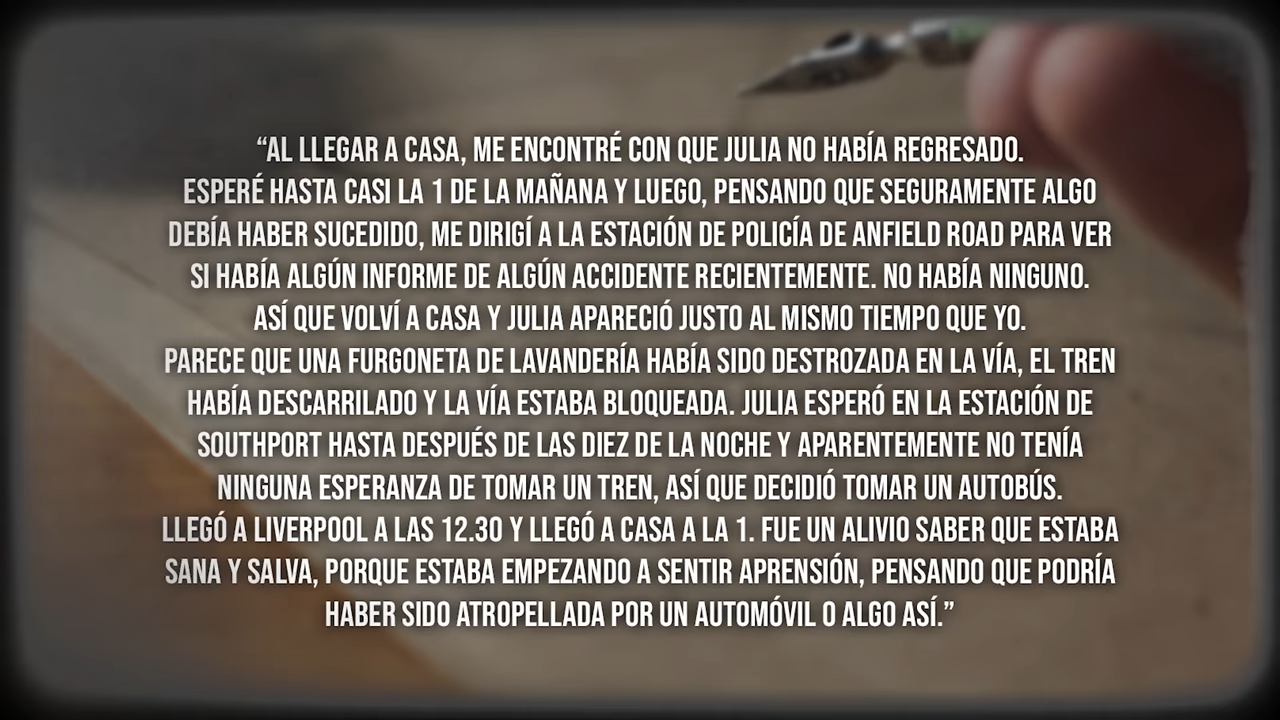 “AL LLEGAR A CASA, ME ENCONTRÉ CON QUE JULIA NO HABÍA REGRESADO.
ESPERÉ HASTA CASI LA 1 DE LA MAÑANA Y LUEGO, PENSANDO QUE SEGURAMENTE ALGO
DEBÍA HABER SUCEDIDO, ME DIRIGÍ A LA ESTACIÓN DE POLICÍA DE ANFIELD ROAD PARA VER
SI HABÍA ALGÚN INFORME DE ALGÚN ACCIDENTE RECIENTEMENTE. NO HABÍA NINGUNO.
ASÍ QUE VOLVÍ A CASA Y JULIA APARECIÓ JUSTO AL MISMO TIEMPO QUE YO.
PARECE QUE UNA FURGONETA DE LAVANDERÍA HABÍA SIDO DESTROZADA EN LA VÍA, EL TREN
HABÍA DESCARRILADO Y LA VÍA ESTABA BLOQUEADA. JULIA ESPERÓ EN LA ESTACIÓN DE
SOUTHPORT HASTA DESPUÉS DE LAS DIEZ DE LA NOCHE Y APARENTEMENTE NO TENÍA
NINGUNA ESPERANZA DE TOMAR UN TREN, ASÍ QUE DECIDIÓ TOMAR UN AUTOBÚS.
LLEGÓ A LIVERPOOL A LAS 12.30 Y LLEGÓ A CASA A LA 1. FUE UN ALIVIO SABER QUE ESTABA
SANA Y SALVA, PORQUE ESTABA EMPEZANDO A SENTIR APRENSIÓN, PENSANDO QUE PODRÍA
HABER SIDO ATROPELLADA POR UN AUTOMÓVIL O ALGO ASÍ.”